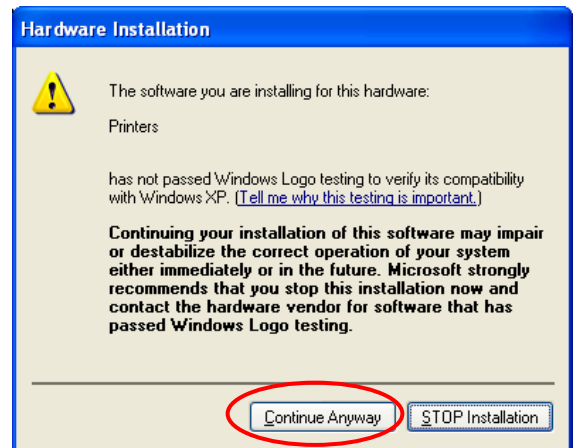 Hardware Installation
The software you are installing for this hardware:
Printers
has not passed Windows Logo testing to verify its compatibility
with Windows XP. (Tell me why this testing is important.)
Continuing your installation of this software may impair
or destabilize the correct operation of your system
either immediately or in the future. Microsoft strongly
recommends that you stop this installation now and
contact the hardware vendor for software that has
passed Windows Logo testing.
Continue Anyway
STOP Installation